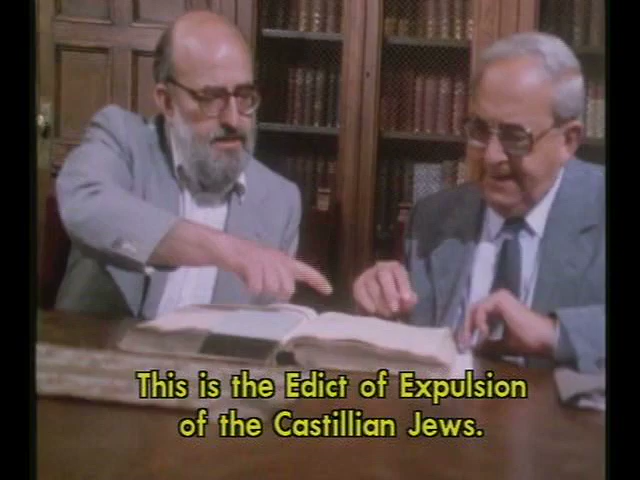 This is the Edict of Expulsion
of the Castillian Jews.